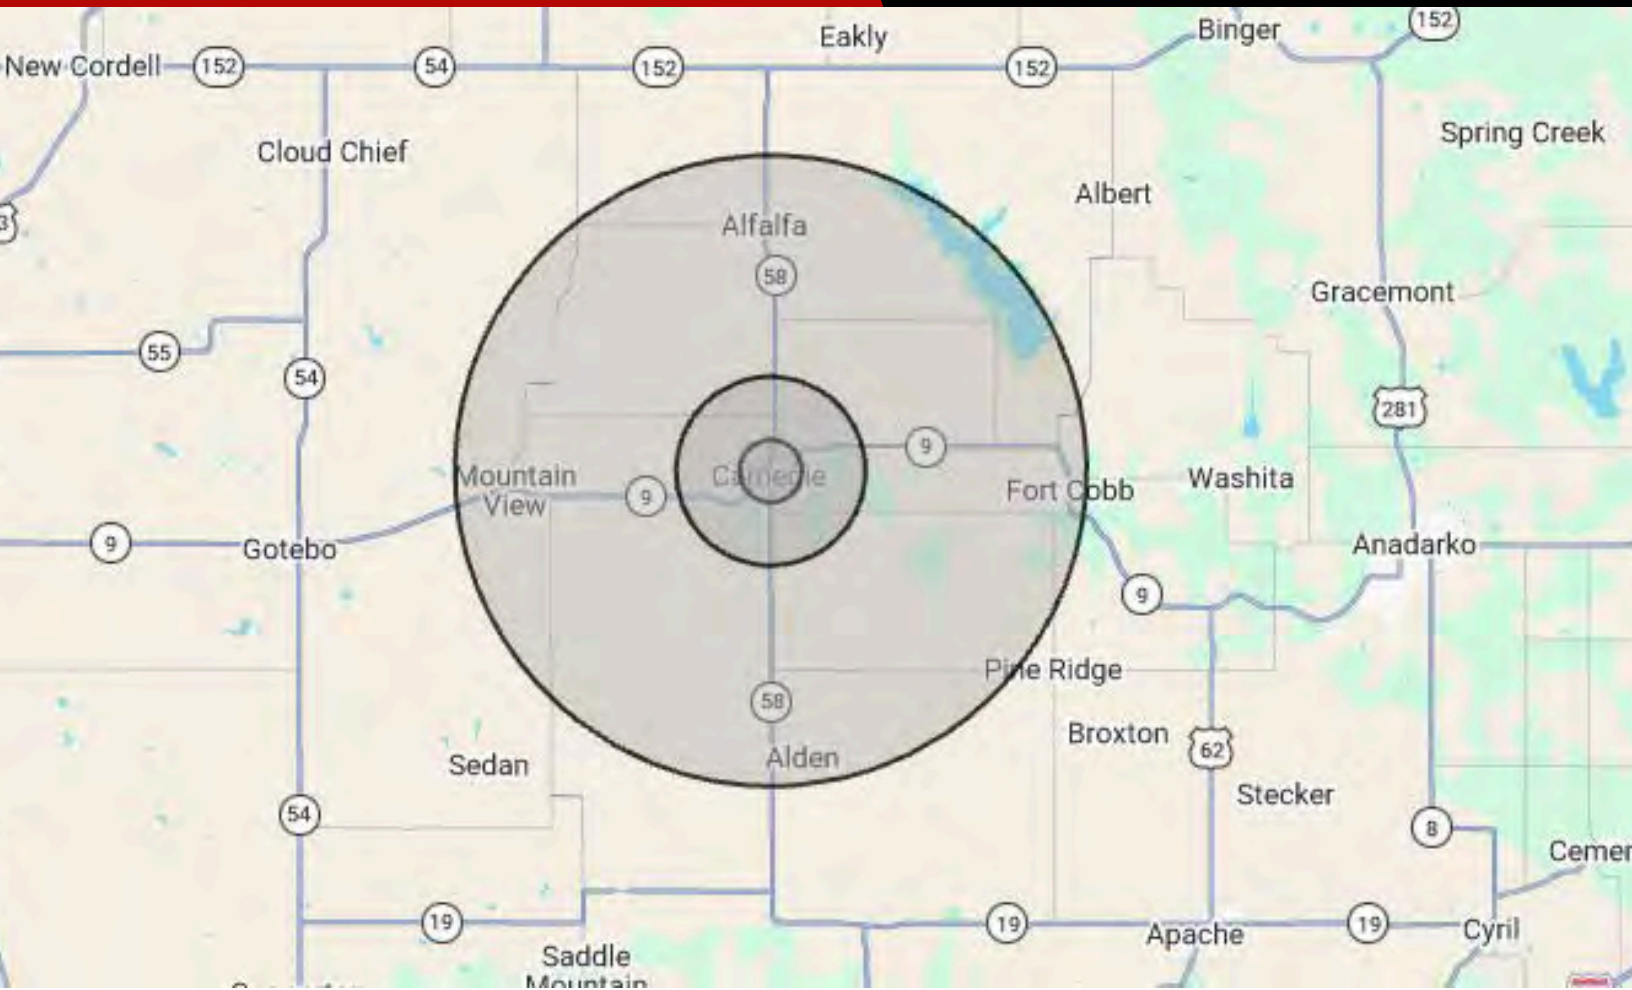 152
Binger
Eakly
New Cordell
152
54
152
152
Spring Creek
Cloud Chief
Albert
3
Alfalfa
58
Gracemont
55
54
281
9
Mountain
View
Carnegie
9
Fort Cobb
Washita
9
Gotebo
Anadarko
9
Pine Ridge
58
Broxton
62
Alden
Sedan
Stecker
54
8
Cemen
19
19
Apache
19
Cyril
Saddle
Mountain